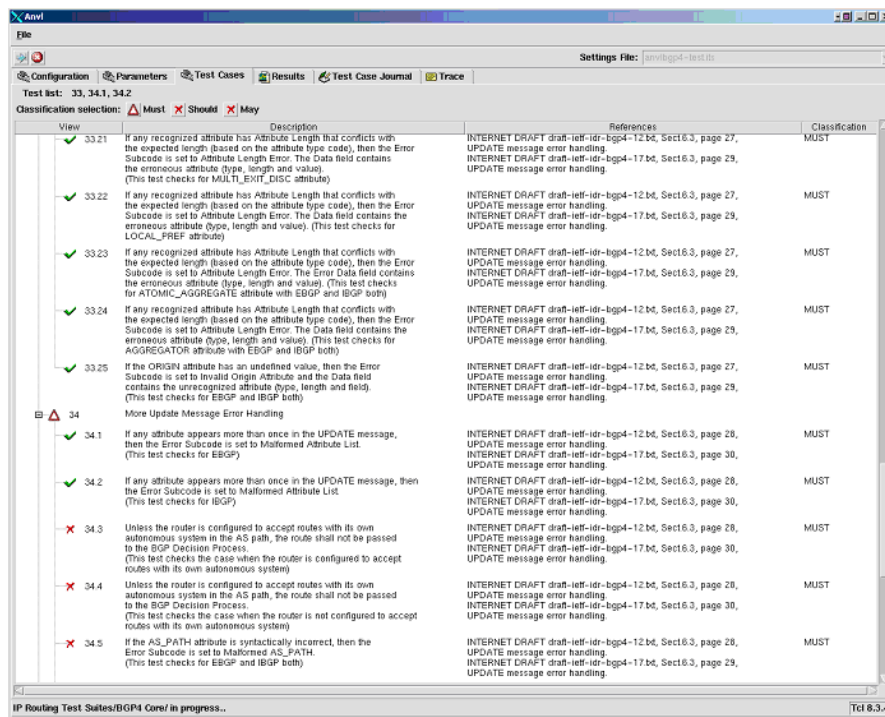 Anvl
File
Settings File: anvlbgp4-test.tls
Configuration Parameters Test Cases Results Test Case Journal Trace
Test list: 33, 34.1, 34.2
Classification selection: Must Should May
View Description References Classification
33.21 If any recognized attribute has Attribute Length that conflicts with INTERNET DRAFT draft-ietf-idr-bgp4-12.txt, Sect.6.3, page 27, MUST
the expected length (based on the attribute type code), then the Error UPDATE message error handling.
Subcode is set to Attribute Length Error. The Data field contains INTERNET DRAFT draft-ietf-idr-bgp4-17.txt, Sect.6.3, page 29,
the erroneous attribute (type, length and value). UPDATE message error handling.
(This test checks for MULTI_EXIT_DISC attribute)
33.22 If any recognized attribute has Attribute Length that conflicts with INTERNET DRAFT draft-ietf-idr-bgp4-12.txt, Sect.6.3, page 27, MUST
the expected length (based on the attribute type code), then the Error UPDATE message error handling.
Subcode is set to Attribute Length Error. The Data field contains the INTERNET DRAFT draft-ietf-idr-bgp4-17.txt, Sect.6.3, page 29,
erroneous attribute (type, length and value). (This test checks for UPDATE message error handling.
LOCAL_PREF attribute)
33.23 If any recognized attribute has Attribute Length that conflicts with INTERNET DRAFT draft-ietf-idr-bgp4-12.txt, Sect.6.3, page 27, MUST
the expected length (based on the attribute type code), then the Error UPDATE message error handling.
Subcode is set to Attribute Length Error. The Error Data field contains INTERNET DRAFT draft-ietf-idr-bgp4-17.txt, Sect.6.3, page 29,
the erroneous attribute (type, length and value). (This test checks UPDATE message error handling.
for ATOMIC_AGGREGATE attribute with EBGP and IBGP both)
33.24 If any recognized attribute has Attribute Length that conflicts with INTERNET DRAFT draft-ietf-idr-bgp4-12.txt, Sect.6.3, page 27, MUST
the expected length (based on the attribute type code), then the Error UPDATE message error handling.
Subcode is set to Attribute Length Error. The Data field contains the INTERNET DRAFT draft-ietf-idr-bgp4-17.txt, Sect.6.3, page 29,
erroneous attribute (type, length and value). (This test checks for UPDATE message error handling.
AGGREGATOR attribute with EBGP and IBGP both)
33.25 If the ORIGIN attribute has an undefined value, then the Error INTERNET DRAFT draft-ietf-idr-bgp4-12.txt, Sect.6.3, page 27, MUST
Subcode is set to Invalid Origin Attribute and the Data field UPDATE message error handling.
contains the unrecognized attribute (type, length and field). INTERNET DRAFT draft-ietf-idr-bgp4-17.txt, Sect.6.3, page 29,
(This test checks for EBGP and IBGP both) UPDATE message error handling.
34 More Update Message Error Handling
34.1 If any attribute appears more than once in the UPDATE message, INTERNET DRAFT draft-ietf-idr-bgp4-12.txt, Sect.6.3, page 28, MUST
then the Error Subcode is set to Malformed Attribute List. UPDATE message error handling.
(This test checks for EBGP) INTERNET DRAFT draft-ietf-idr-bgp4-17.txt, Sect.6.3, page 30,
UPDATE message error handling.
34.2 If any attribute appears more than once in the UPDATE message, then INTERNET DRAFT draft-ietf-idr-bgp4-12.txt, Sect.6.3, page 28, MUST
the Error Subcode is set to Malformed Attribute List. UPDATE message error handling.
(This test checks for IBGP) INTERNET DRAFT draft-ietf-idr-bgp4-17.txt, Sect.6.3, page 30,
UPDATE message error handling.
34.3 Unless the router is configured to accept routes with its own INTERNET DRAFT draft-ietf-idr-bgp4-12.txt, Sect.6.3, page 28, MUST
autonomous system in the AS path, the route shall not be passed UPDATE message error handling.
to the BGP Decision Process. INTERNET DRAFT draft-ietf-idr-bgp4-17.txt, Sect.6.3, page 30,
(This test checks the case when the router is configured to accept UPDATE message error handling.
routes with its own autonomous system)
34.4 Unless the router is configured to accept routes with its own INTERNET DRAFT draft-ietf-idr-bgp4-12.txt, Sect.6.3, page 28, MUST
autonomous system in the AS path, the route shall not be passed UPDATE message error handling.
to the BGP Decision Process. INTERNET DRAFT draft-ietf-idr-bgp4-17.txt, Sect.6.3, page 30,
(This test checks the case when the router is not configured to accept UPDATE message error handling.
routes with its own autonomous system)
34.5 If the AS_PATH attribute is syntactically incorrect, then the INTERNET DRAFT draft-ietf-idr-bgp4-12.txt, Sect.6.3, page 28, MUST
Error Subcode is set to Malformed AS_PATH. UPDATE message error handling.
(This test checks for EBGP and IBGP both) INTERNET DRAFT draft-ietf-idr-bgp4-17.txt, Sect.6.3, page 29,
UPDATE message error handling.
IP Routing Test Suites/BGP4 Core/ in progress.. Tcl 8.3.